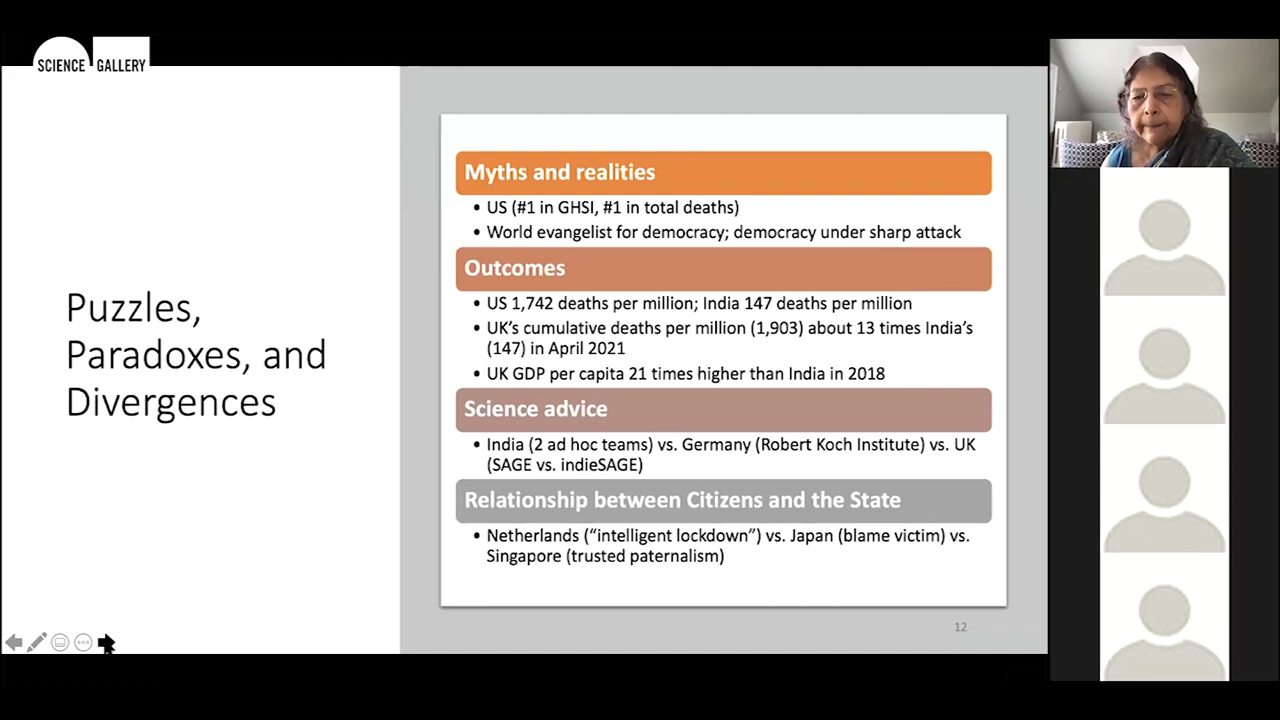 SCIENCE GALLERY
Puzzles,
Paradoxes, and
Divergences
Myths and realities
• US (#1 in GHSI, #1 in total deaths)
• World evangelist for democracy; democracy under sharp attack
Outcomes
• US 1,742 deaths per million; India 147 deaths per million
• UK's cumulative deaths per million (1,903) about 13 times India's
(147) in April 2021
• UK GDP per capita 21 times higher than India in 2018
Science advice
• India (2 ad hoc teams) vs. Germany (Robert Koch Institute) vs. UK
(SAGE vs. indieSAGE)
Relationship between Citizens and the State
• Netherlands (“intelligent lockdown”) vs. Japan (blame victim) vs.
Singapore (trusted paternalism)
12